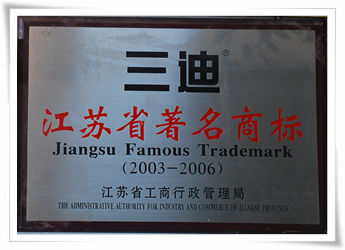 三迪®
江苏省著名商标
Jiangsu Famous Trademark
(2003-2006)
江苏省工商行政管理局
THE ADMINISTRATIVE AUTHORITY FOR INDUSTRY AND COMMERCE OF JIANGSU PROVINCE